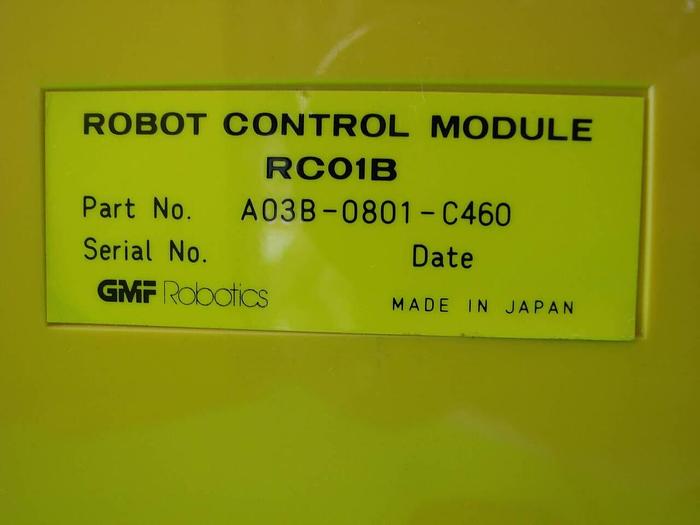 ROBOT CONTROL MODULE
RC01B
Part No. A03B-0801-C460
Serial No. Date
GMF Robotics MADE IN JAPAN